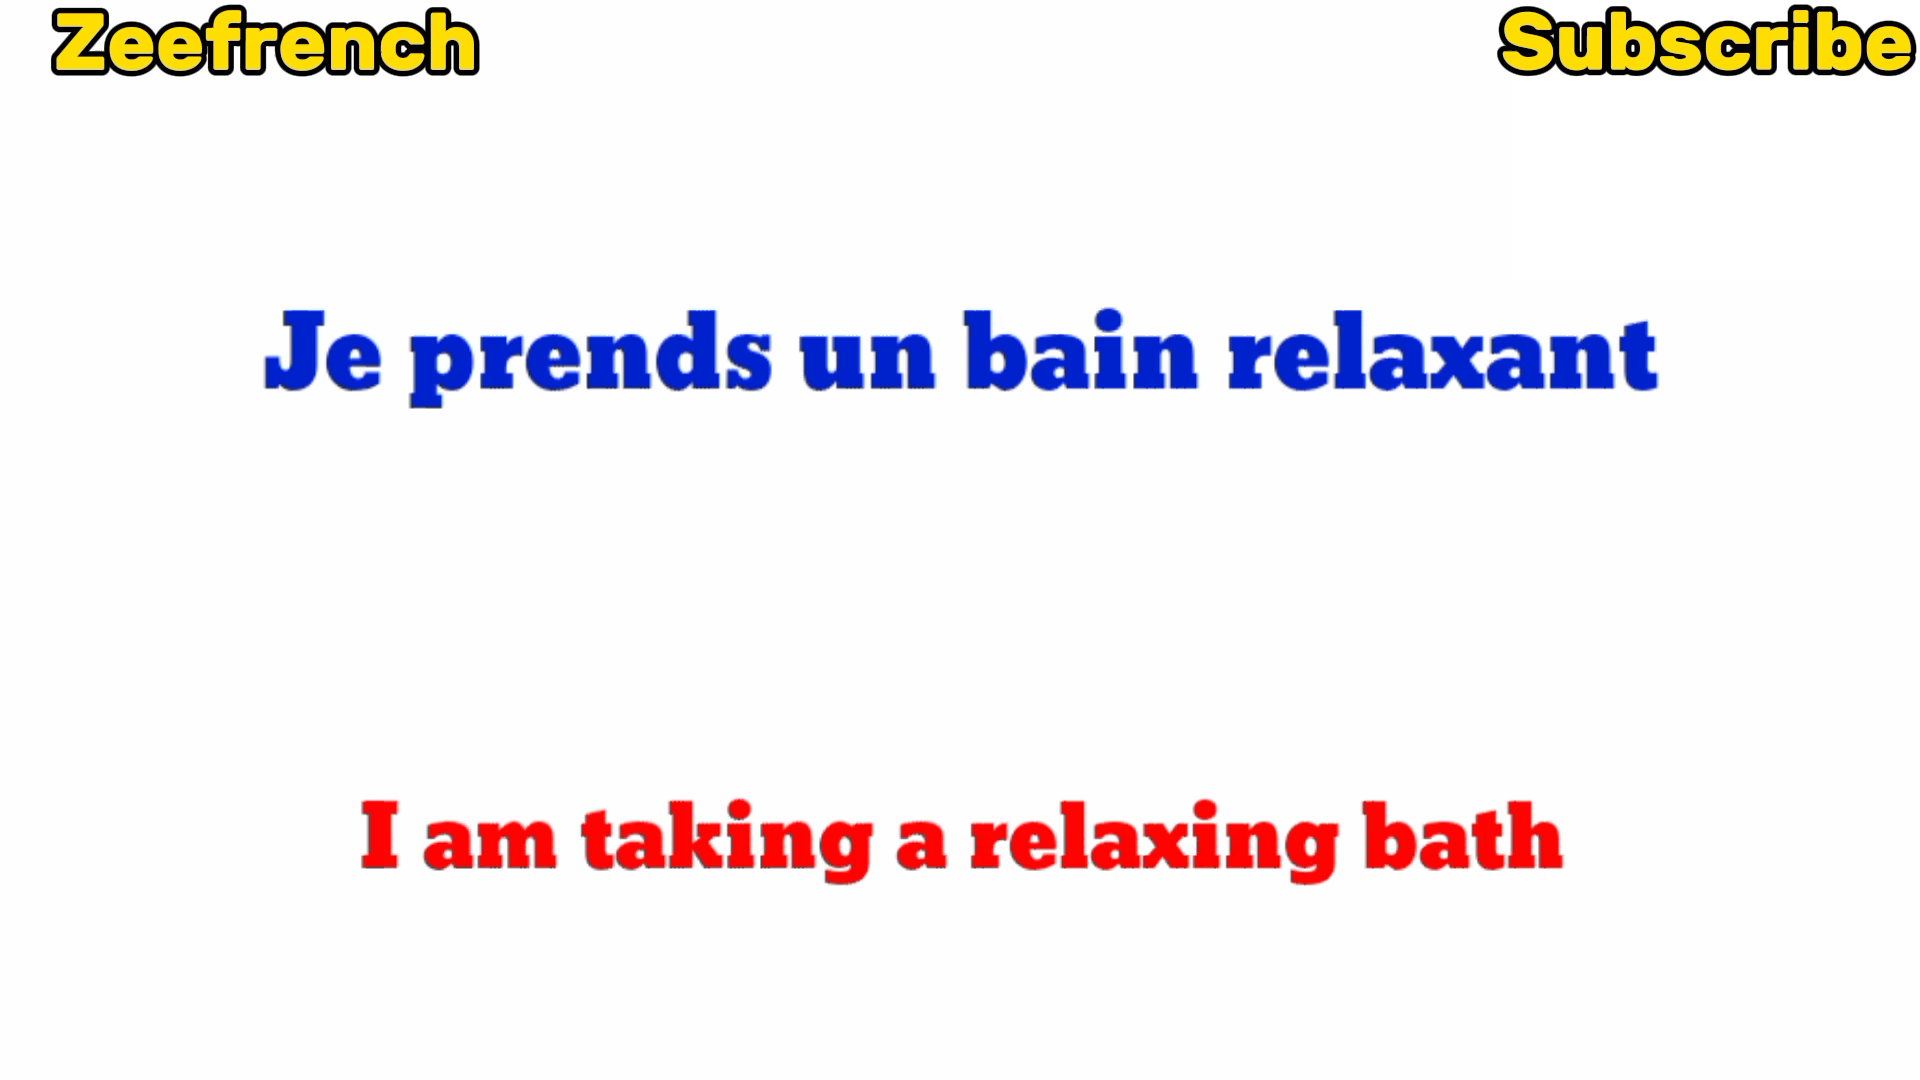 Zeefrench
Subscribe
Je prends un bain relaxant
I am taking a relaxing bath